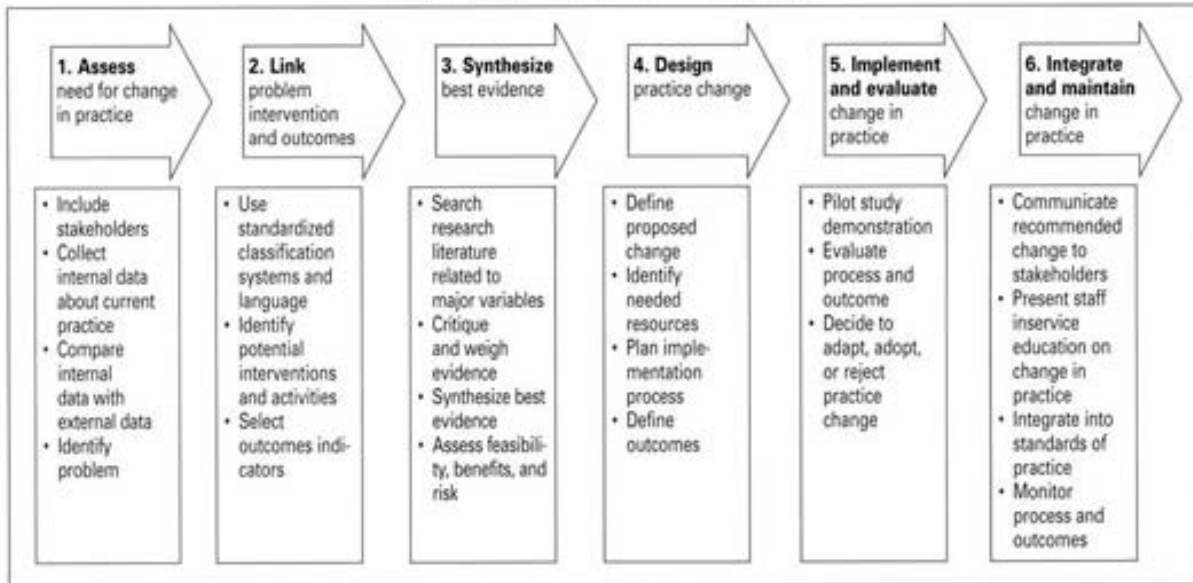 1. Assess
need for change
in practice
2. Link
problem
intervention
and outcomes
3. Synthesize
best evidence
4. Design
practice change
5. Implement
and evaluate
change in
practice
6. Integrate
and maintain
change in
practice
• Include
stakeholders
• Collect
internal data
about current
practice
• Compare
internal
data with
external data
• Identify
problem
• Use
standardized
classification
systems and
language
• Identify
potential
interventions
and activities
• Select
outcomes indi-
cators
• Search
research
literature
related to
major variables
• Critique
and weigh
evidence
• Synthesize best
evidence
• Assess feasibili-
ty, benefits, and
risk
• Define
proposed
change
• Identify
needed
resources
• Plan imple-
mentation
process
• Define
outcomes
• Pilot study
demonstration
• Evaluate
process and
outcome
• Decide to
adapt, adopt,
or reject
practice
change
• Communicate
recommended
change to
stakeholders
• Present staff
inservice
education on
change in
practice
• Integrate into
standards of
practice
• Monitor
process and
outcomes